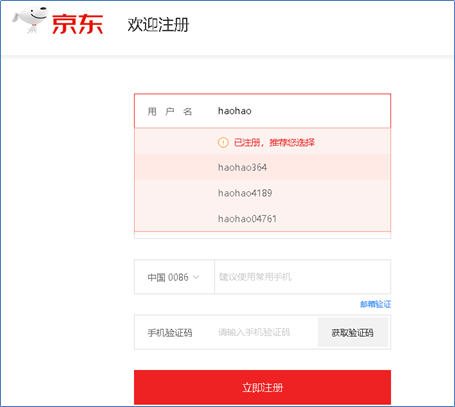 京东 欢迎注册
用户名 haohao
已注册，推荐您选择
haohao364
haohao4189
haohao04761
中国 0086 建议使用常用手机
邮箱验证
手机验证码 请输入手机验证码 获取验证码
立即注册